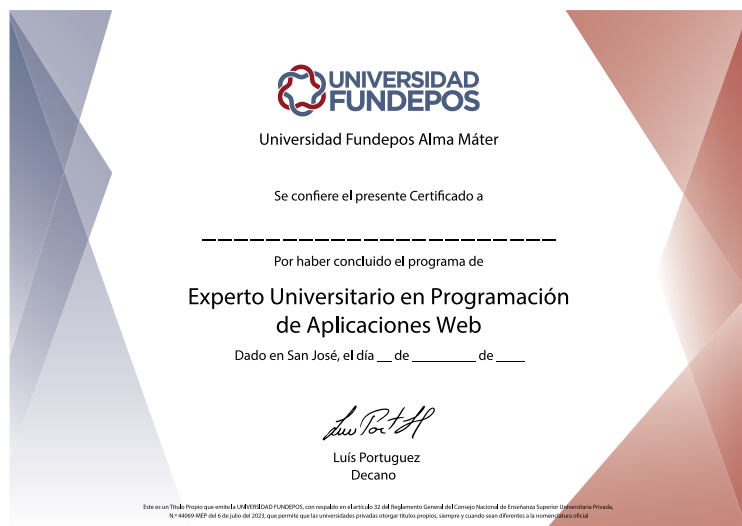 UNIVERSIDAD
FUNDEPOS
Universidad Fundepos Alma Máter
Se confiere el presente Certificado a
_ _ _ _ _ _ _ _ _ _ _ _ _ _ _ _ _ _ _ _ _ _ _
Por haber concluido el programa de
Experto Universitario en Programación
de Aplicaciones Web
Dado en San José, el día __ de ________ de ____
Luís Portuguez
Decano
Este es un Título Propio que emite la UNIVERSIDAD FUNDEPOS, con respaldo en el artículo 32 del Reglamento General del Consejo Nacional de Enseñanza Superior Universitaria Privada,
N.º 44069-MEP del 6 de julio del 2023, que permite que las universidades privadas otorgar títulos propios, siempre y cuando sean diferentes a la nomenclatura oficial